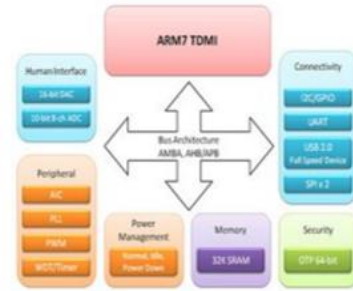 ARM7 TDMI
Human Interface
16-bit DAC
10-bit 8-ch ADC
Bus Architecture
AMBA, AHB/APB
Connectivity
I2C/GPIO
UART
USB 2.0
Full Speed Device
SPI x 2
Peripheral
AIC
PLL
PWM
WDT/Timer
Power
Management
Normal, Idle,
Power Down
Memory
32K SRAM
Security
OTP 64-bit